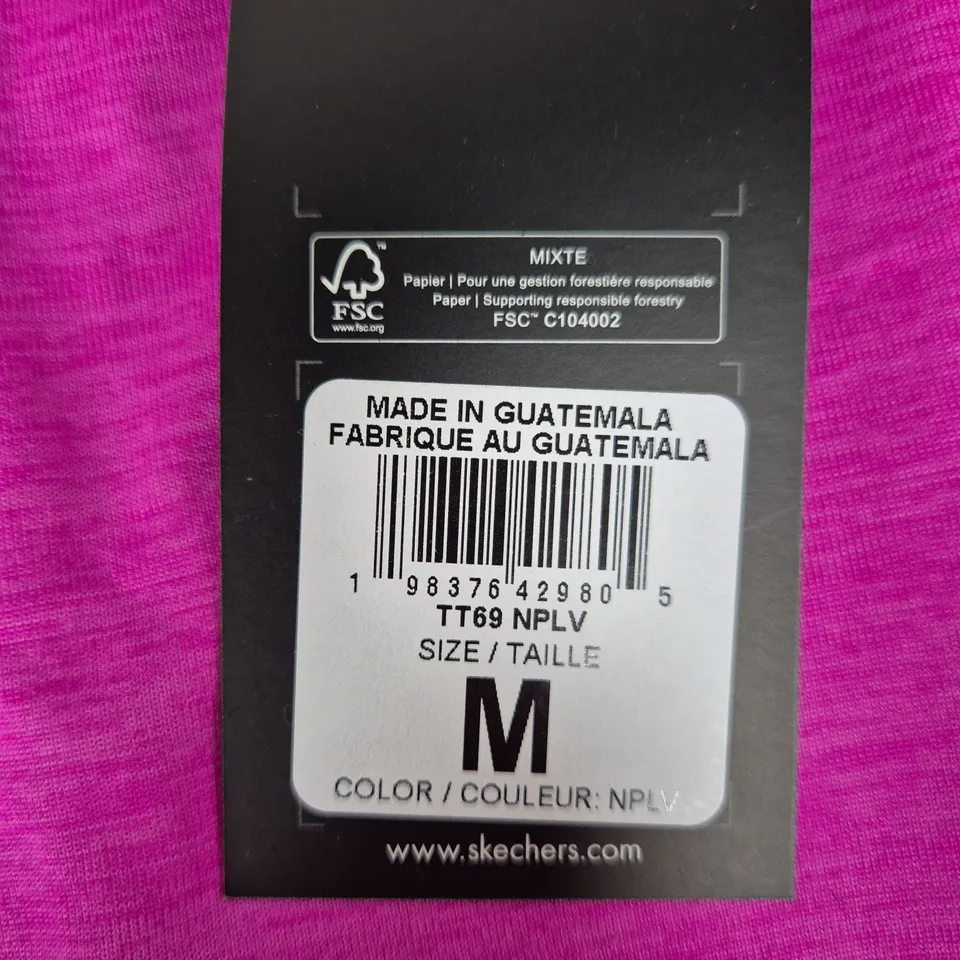 MIXTE
Papier | Pour une gestion forestière responsable
Paper | Supporting responsible forestry
FSC™ C104002
™
FSC
www.fsc.org
MADE IN GUATEMALA
FABRIQUE AU GUATEMALA
1 98376 42980 5
TT69 NPLV
SIZE / TAILLE
M
COLOR / COULEUR: NPLV
www.skechers.com